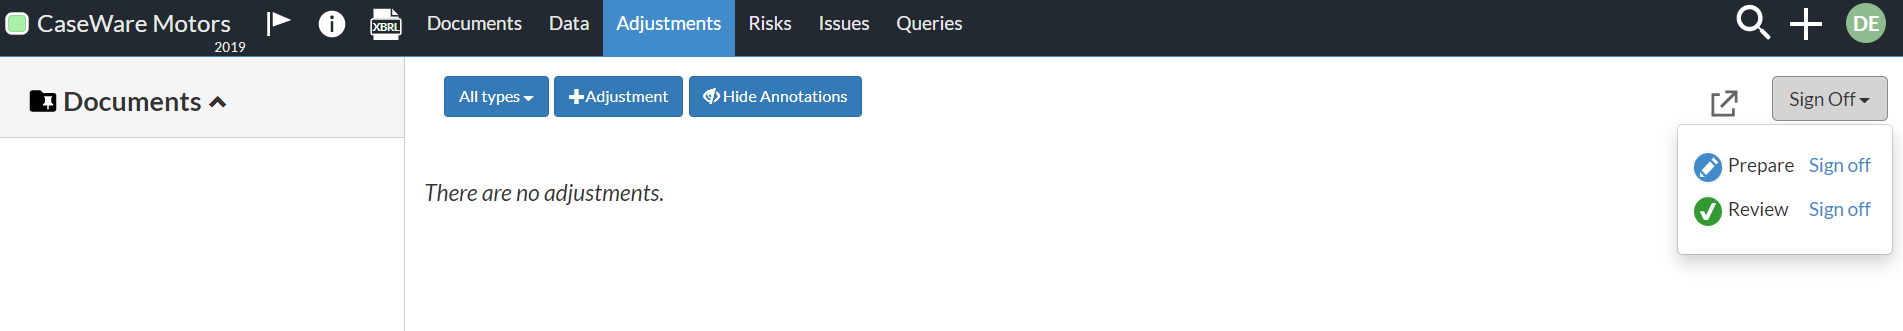 CaseWare Motors
2019
XBRL
Documents Data Adjustments Risks Issues Queries
DE
Documents
All types Adjustment Hide Annotations
Sign Off
Prepare Sign off
Review Sign off
There are no adjustments.